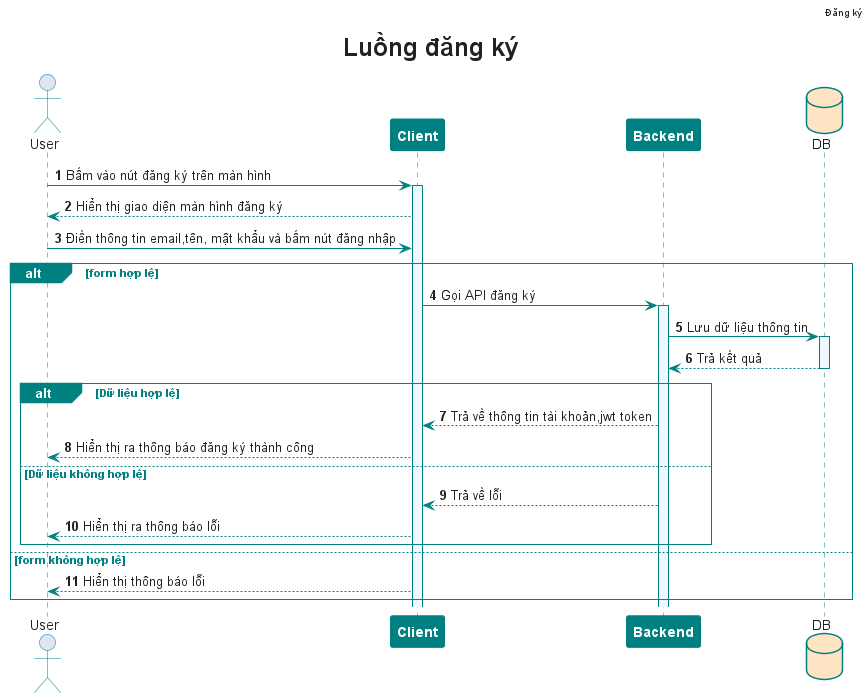 Đăng ký
Luồng đăng ký
User
Client
Backend
DB
1 Bấm vào nút đăng ký trên màn hình
2 Hiển thị giao diện màn hình đăng ký
3 Điền thông tin email,tên, mật khẩu và bấm nút đăng nhập
alt [form hợp lệ]
4 Gọi API đăng ký
5 Lưu dữ liệu thông tin
6 Trả kết quả
alt [Dữ liệu hợp lệ]
7 Trả về thông tin tài khoản,jwt token
8 Hiển thị ra thông báo đăng ký thành công
[Dữ liệu không hợp lệ]
9 Trả về lỗi
10 Hiển thị ra thông báo lỗi
[form không hợp lệ]
11 Hiển thị thông báo lỗi
User
Client
Backend
DB